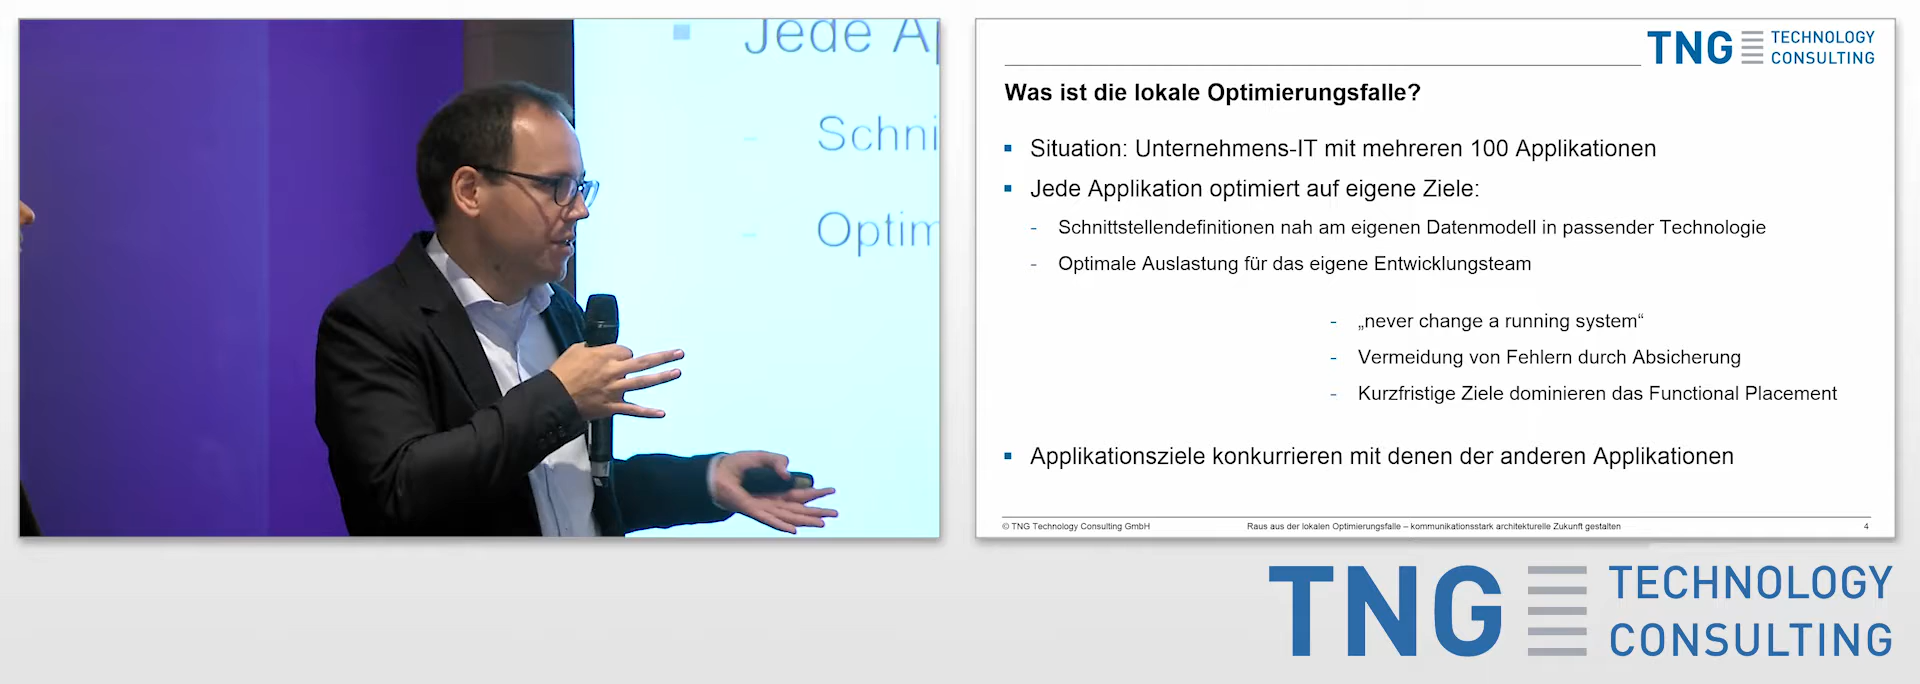 Jede A
Schni
Optim
TNG TECHNOLOGY
CONSULTING
Was ist die lokale Optimierungsfalle?
Situation: Unternehmens-IT mit mehreren 100 Applikationen
Jede Applikation optimiert auf eigene Ziele:
- Schnittstellendefinitionen nah am eigenen Datenmodell in passender Technologie
- Optimale Auslastung für das eigene Entwicklungsteam
- „never change a running system“
- Vermeidung von Fehlern durch Absicherung
- Kurzfristige Ziele dominieren das Functional Placement
Applikationsziele konkurrieren mit denen der anderen Applikationen
© TNG Technology Consulting GmbH Raus aus der lokalen Optimierungsfalle – kommunikationsstark architekturelle Zukunft gestalten 4
TNG TECHNOLOGY
CONSULTING